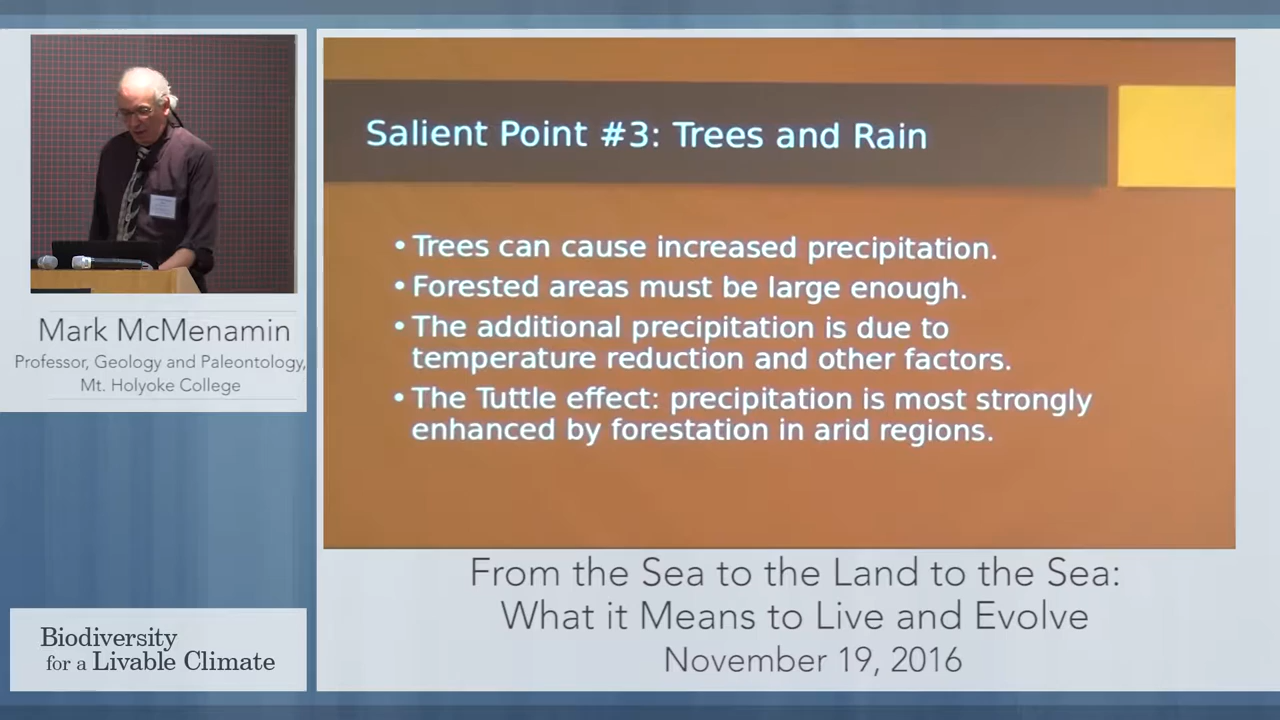 Salient Point #3: Trees and Rain
• Trees can cause increased precipitation.
• Forested areas must be large enough.
• The additional precipitation is due to
temperature reduction and other factors.
• The Tuttle effect: precipitation is most strongly
enhanced by forestation in arid regions.
Mark McMenamin
Professor, Geology and Paleontology,
Mt. Holyoke College
From the Sea to the Land to the Sea:
What it Means to Live and Evolve
November 19, 2016
Biodiversity
for a Livable Climate